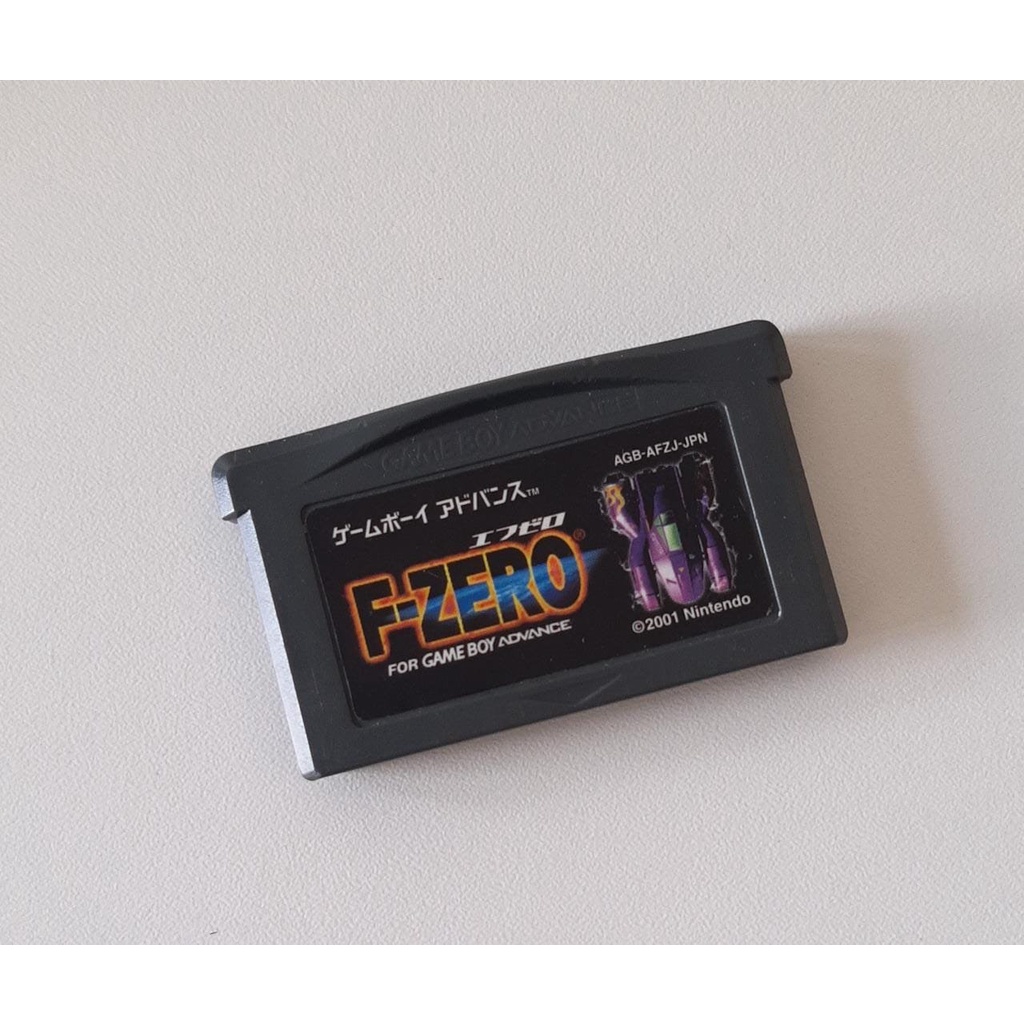 GAME BOY ADVANCE
AGB-AFZJ-JPN
ゲームボーイ アドバンス™
エフゼロ
F-ZERO®
FOR GAME BOY ADVANCE
©2001 Nintendo